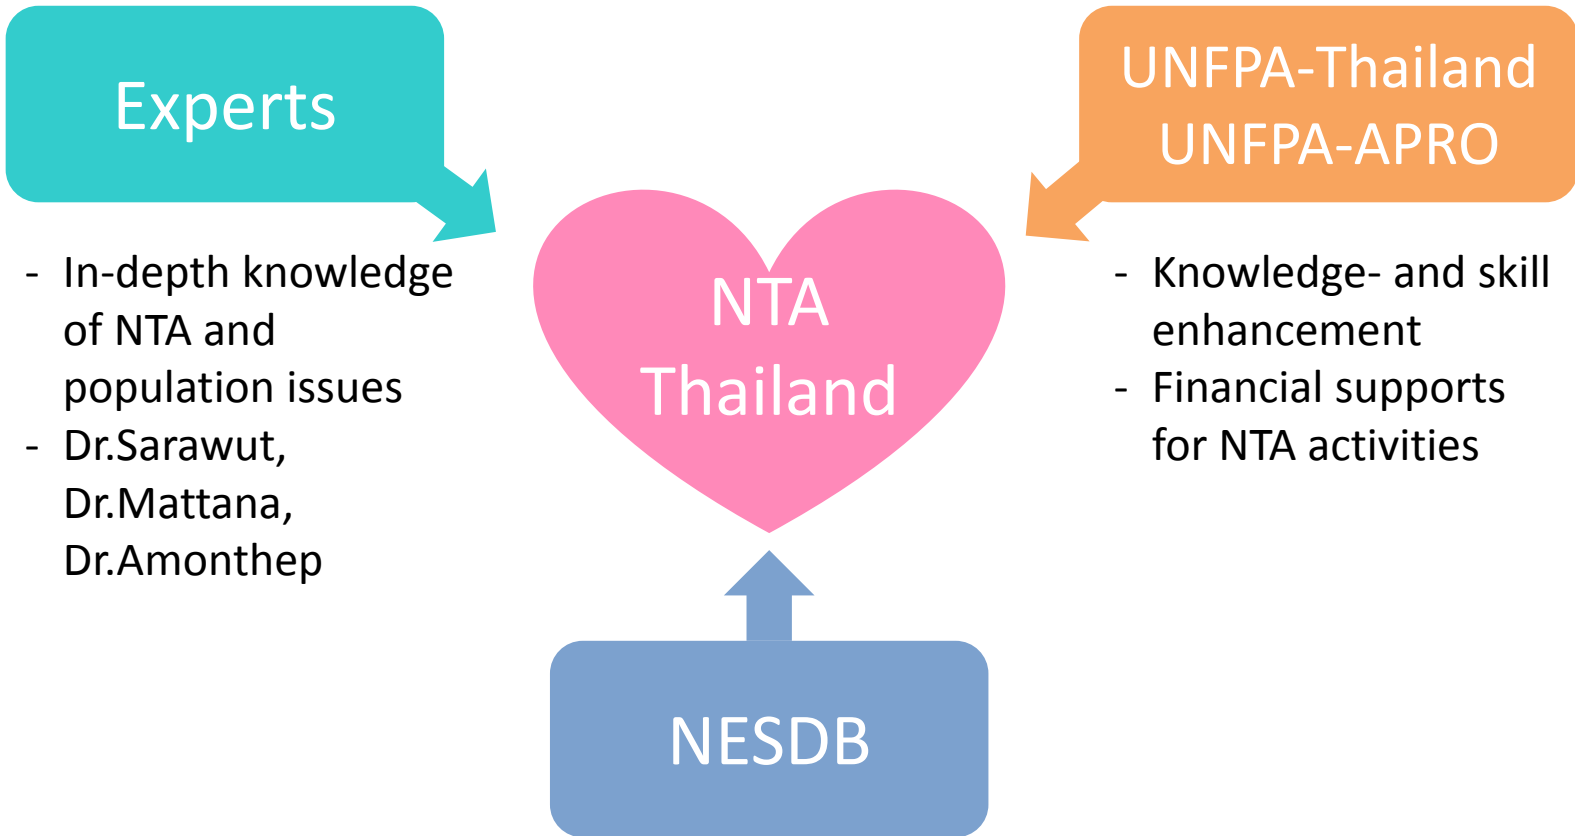 Experts
- In-depth knowledge
of NTA and
population issues
- Dr.Sarawut,
Dr.Mattana,
Dr.Amonthep
NTA
Thailand
UNFPA-Thailand
UNFPA-APRO
- Knowledge- and skill
enhancement
- Financial supports
for NTA activities
NESDB